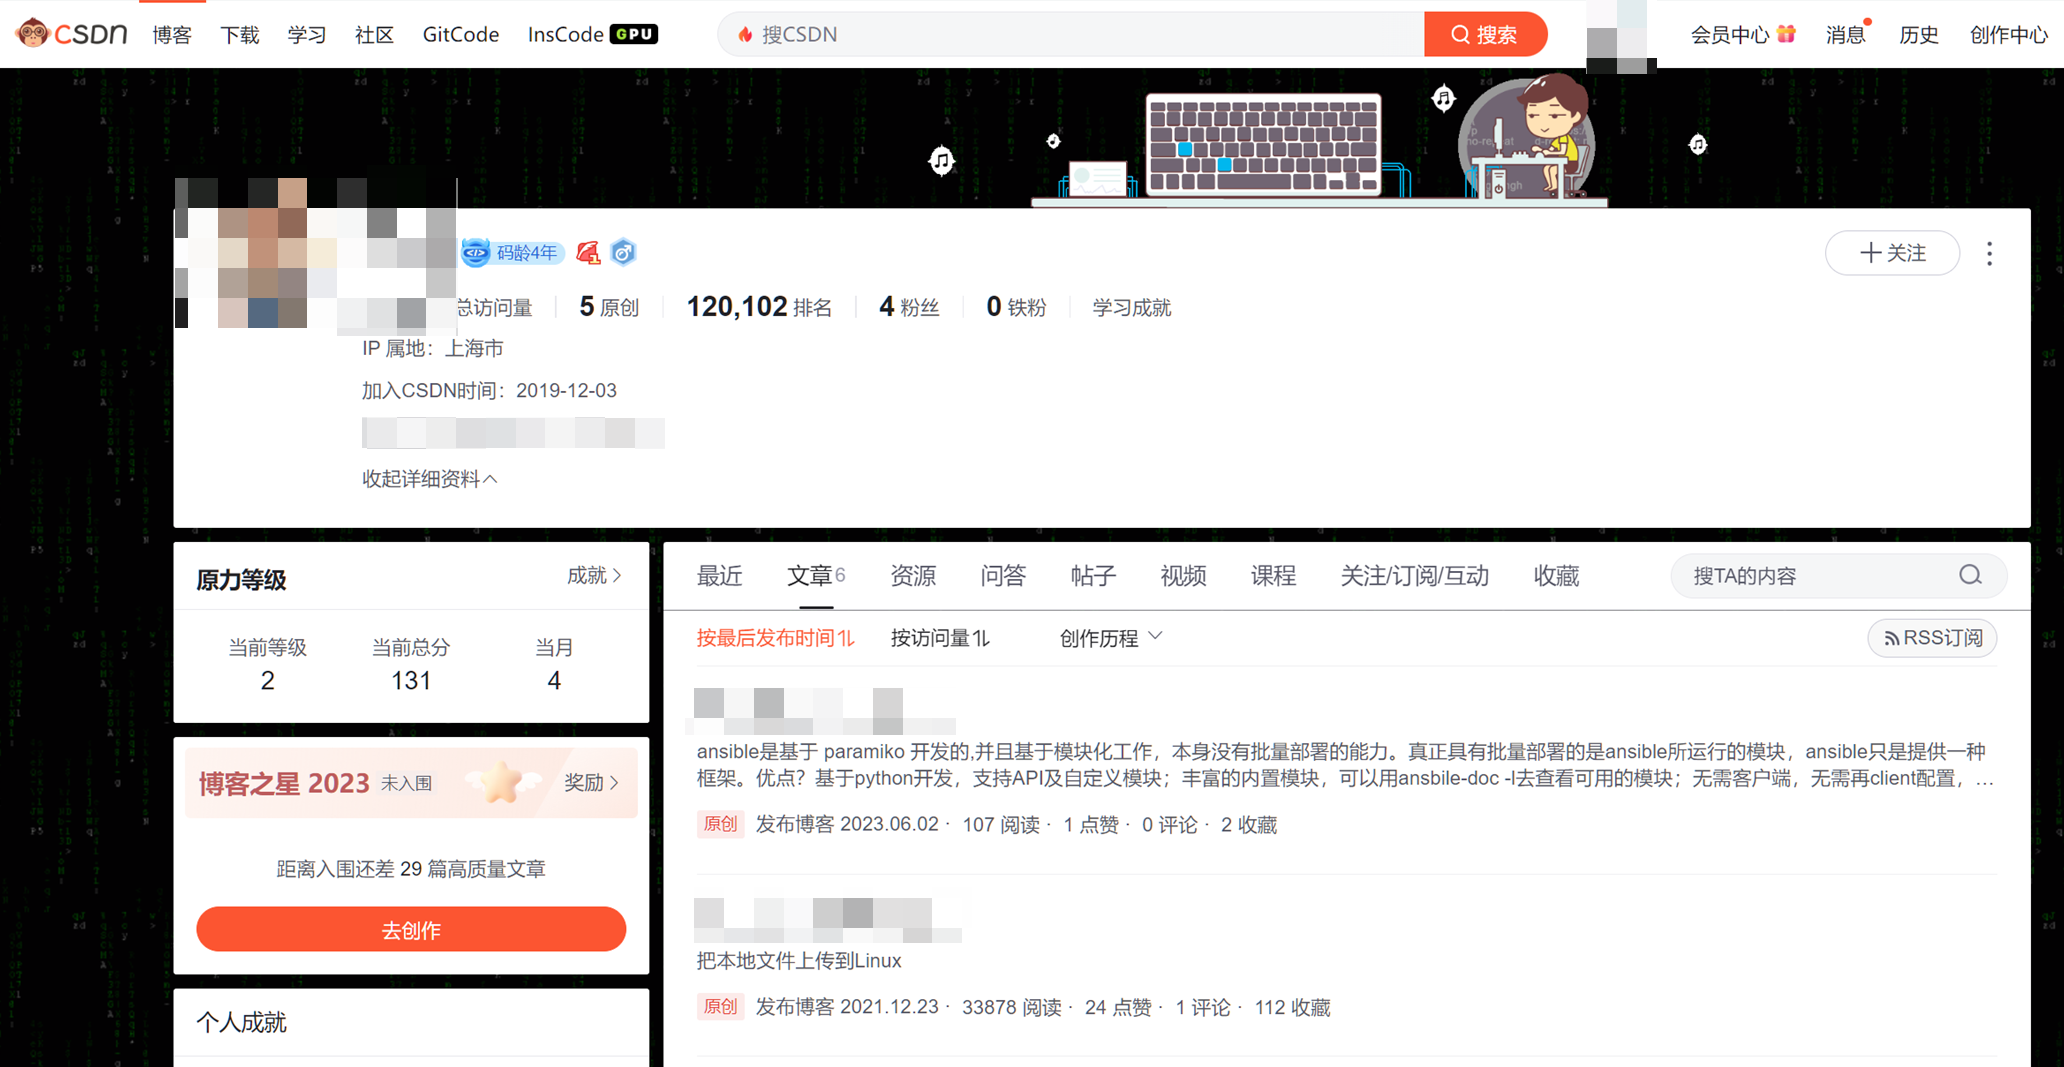 CSDN 博客 下载 学习 社区 GitCode InsCode GPU 搜CSDN 搜索 会员中心 消息 历史 创作中心
码龄4年 关注
总访问量 5 原创 120,102 排名 4 粉丝 0 铁粉 学习成就
IP 属地：上海市
加入CSDN时间：2019-12-03
收起详细资料
原力等级 成就
当前等级 当前总分 当月
2 131 4
博客之星 2023 未入围 奖励
距离入围还差 29 篇高质量文章
去创作
个人成就
最近 文章6 资源 问答 帖子 视频 课程 关注/订阅/互动 收藏 搜TA的内容
按最后发布时间 按访问量 创作历程 RSS订阅
ansible是基于 paramiko 开发的,并且基于模块化工作，本身没有批量部署的能力。真正具有批量部署的是ansible所运行的模块，ansible只是提供一种
框架。优点？基于python开发，支持API及自定义模块；丰富的内置模块，可以用ansbile-doc -l去查看可用的模块；无需客户端，无需再client配置，…
原创 发布博客 2023.06.02 · 107 阅读 · 1 点赞 · 0 评论 · 2 收藏
把本地文件上传到Linux
原创 发布博客 2021.12.23 · 33878 阅读 · 24 点赞 · 1 评论 · 112 收藏